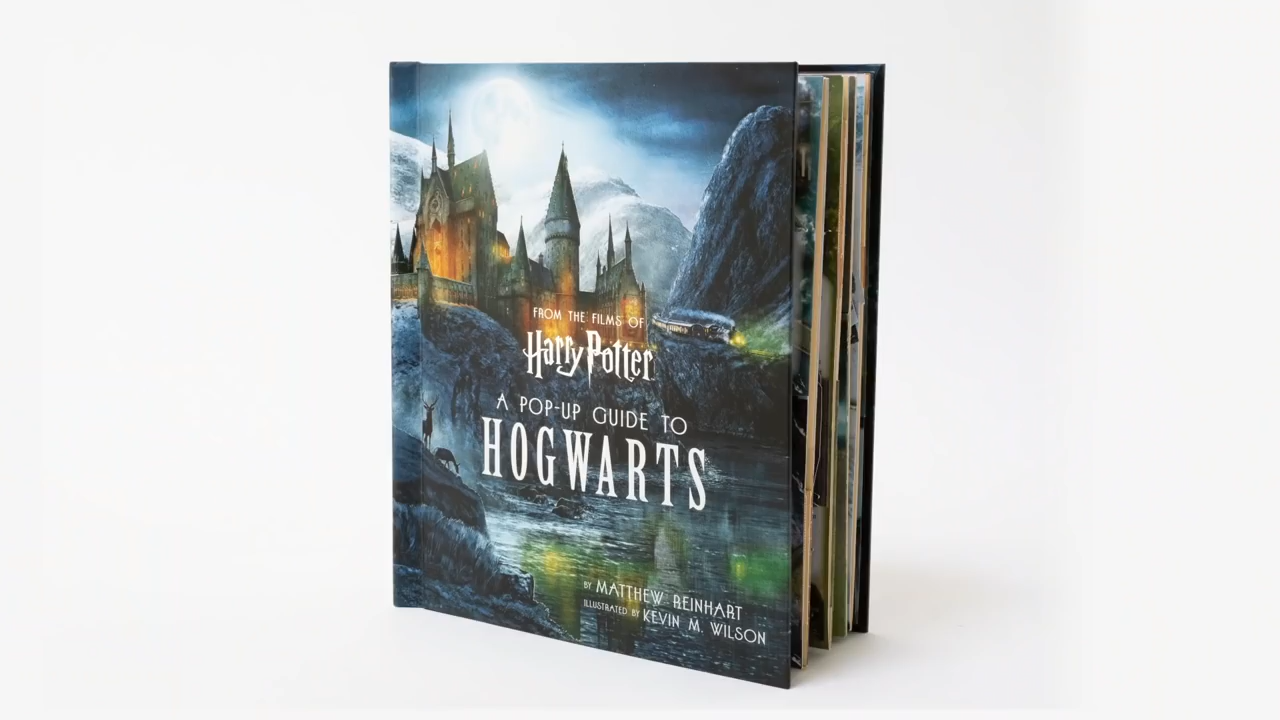 FROM THE FILMS OF
Harry Potter
A POP-UP GUIDE TO
HOGWARTS
BY MATTHEW REINHART
ILLUSTRATED BY KEVIN M. WILSON